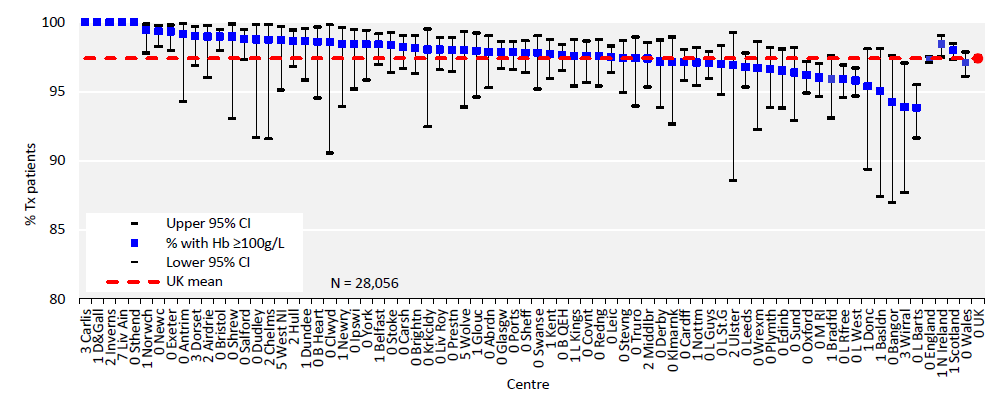 100
95
90
85
80
% Tx patients
Upper 95% CI
% with Hb ≥100g/L
Lower 95% CI
UK mean
N = 28,056
3 Carlis
1 D&Gall
2 Inverns
7 Liv Ain
0 Sthend
1 Norwch
0 Newc
0 Exeter
0 Antrim
3 Dorset
2 Airdrie
0 Bristol
0 Shrew
0 Salford
0 Dudley
2 Chelms
5 West NI
2 Hull
1 Dundee
0 B Heart
0 Clwyd
1 Newry
0 Ipswi
0 York
1 Belfast
3 Stoke
0 Carsh
0 Brightn
0 Krkcldy
0 Liv Roy
0 Prestn
5 Wolve
1 Glouc
0 Abrdn
0 Glasgw
0 Ports
0 Sheff
0 Swanse
1 Kent
0 B QEH
1 L Kings
0 Covnt
0 Redng
0 Leic
0 Stevng
0 Truro
2 Middlbr
0 Derby
0 Klmarnk
0 Cardff
1 Nottm
0 L Guys
0 L St.G
2 Ulster
0 Leeds
0 Wrexm
0 Plymth
0 Edinb
0 Sund
0 Oxford
0 M RI
1 Bradfd
0 L Rfree
0 L West
1 Donc
1 Basldn
0 Bangor
3 Wirral
0 L Barts
0 England
1 N Ireland
1 Scotland
0 Wales
0 UK
Centre